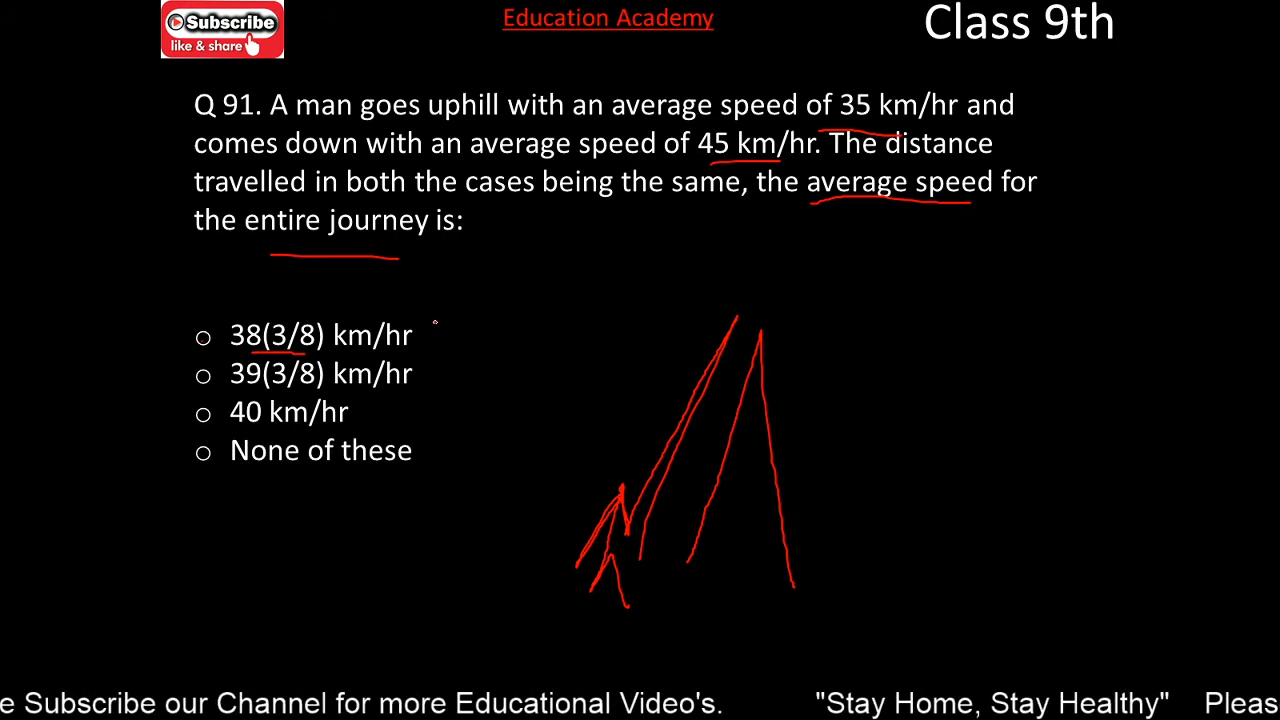 Subscribe
like & share
Education Academy
Class 9th
Q 91. A man goes uphill with an average speed of 35 km/hr and
comes down with an average speed of 45 km/hr. The distance
travelled in both the cases being the same, the average speed for
the entire journey is:
38(3/8) km/hr
39(3/8) km/hr
40 km/hr
None of these
e Subscribe our Channel for more Educational Video's. "Stay Home, Stay Healthy" Pleas